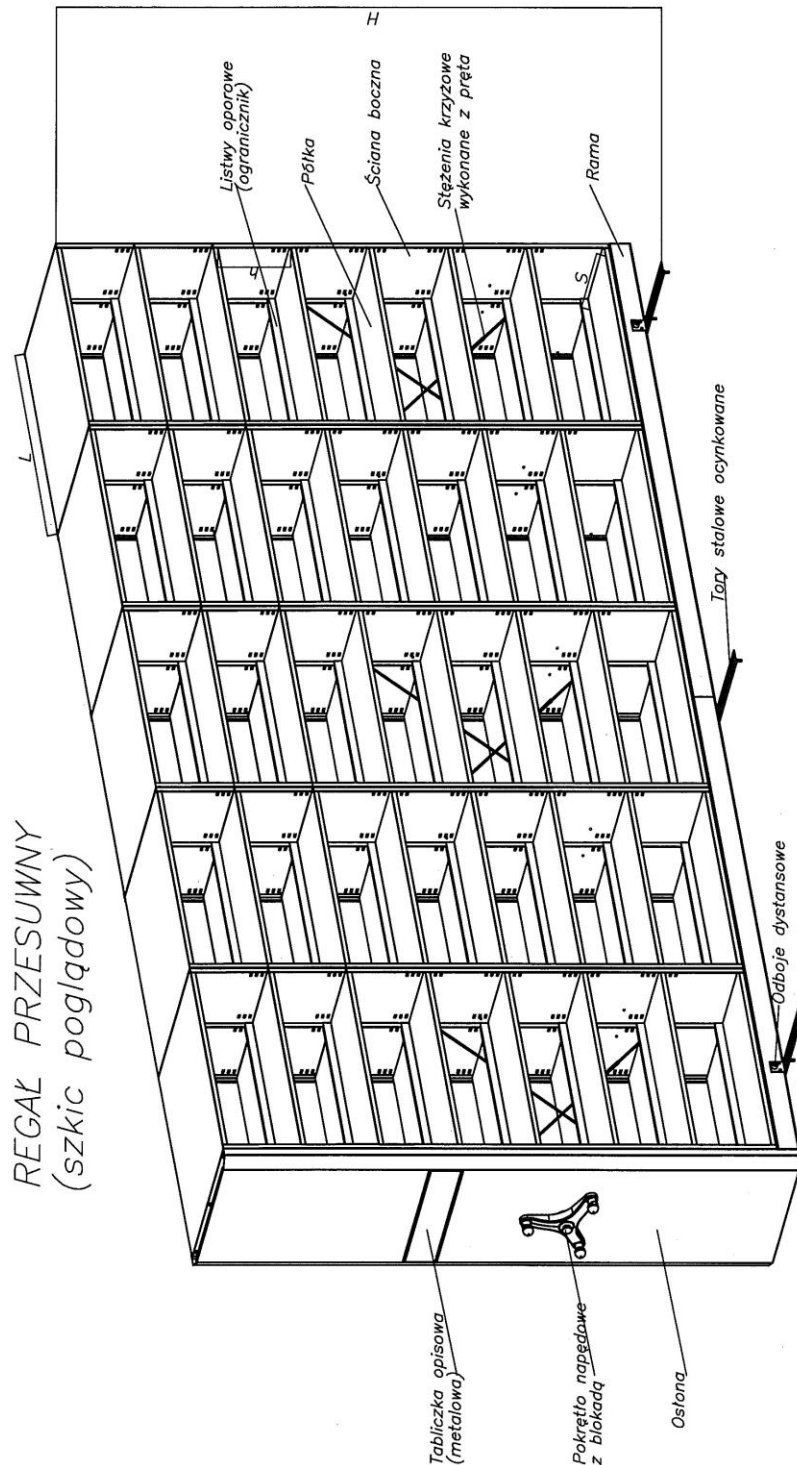 REGAŁ PRZESUWNY
(szkic poglądowy)
L
H
h
S
Listwy oporowe
(ogranicznik)
Półka
Ściana boczna
Stężenia krzyżowe
wykonane z pręta
Rama
Tory stalowe ocynkowane
Odboje dystansowe
Tabliczka opisowa
(metalowa)
Pokrętło napędowe
z blokadą
Osłona